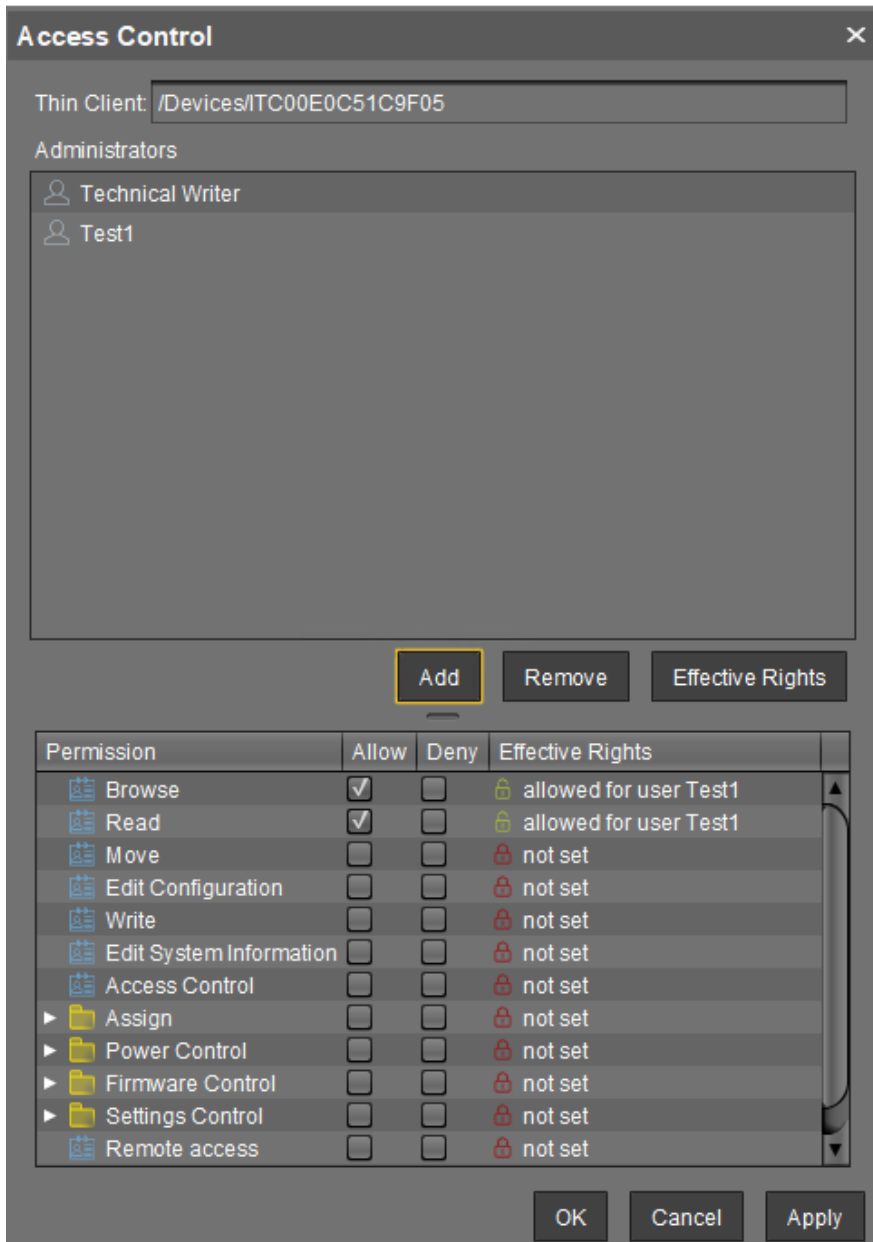 Access Control
Thin Client: /Devices/ITC00E0C51C9F05
Administrators
Technical Writer
Test1
Add Remove Effective Rights
Permission Allow Deny Effective Rights
Browse allowed for user Test1
Read allowed for user Test1
Move not set
Edit Configuration not set
Write not set
Edit System Information not set
Access Control not set
Assign not set
Power Control not set
Firmware Control not set
Settings Control not set
Remote access not set
OK Cancel Apply